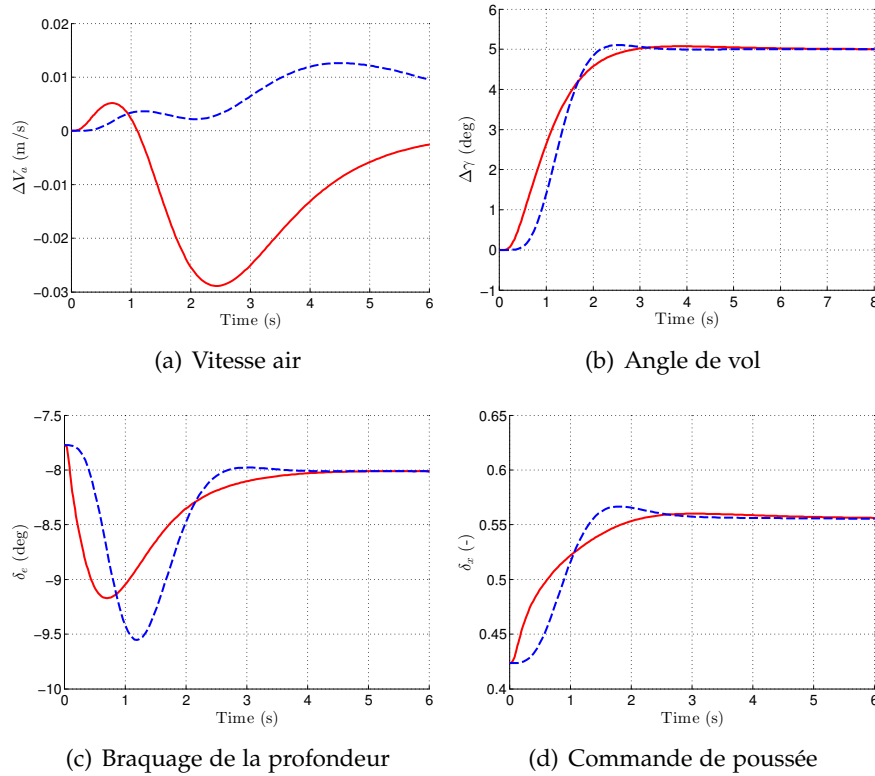 0.02
0.01
0
−0.01
−0.02
−0.03
ΔVₐ (m/s)
0 1 2 3 4 5 6
Time (s)
(a) Vitesse air
6
5
4
3
2
1
0
−1
Δγ (deg)
0 1 2 3 4 5 6 7 8
Time (s)
(b) Angle de vol
−7.5
−8
−8.5
−9
−9.5
−10
δₑ (deg)
0 1 2 3 4 5 6
Time (s)
(c) Braquage de la profondeur
0.65
0.6
0.55
0.5
0.45
0.4
δₓ (-)
0 1 2 3 4 5 6
Time (s)
(d) Commande de poussée